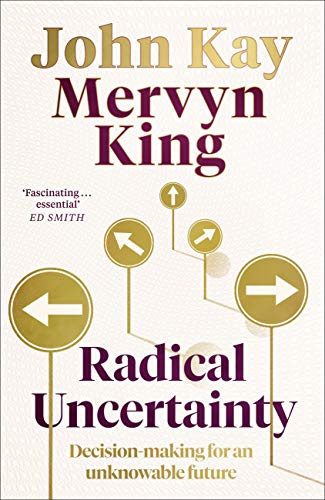 John Kay
Mervyn
King
‘Fascinating ...
essential’
ED SMITH
Radical
Uncertainty
Decision-making for an
unknowable future